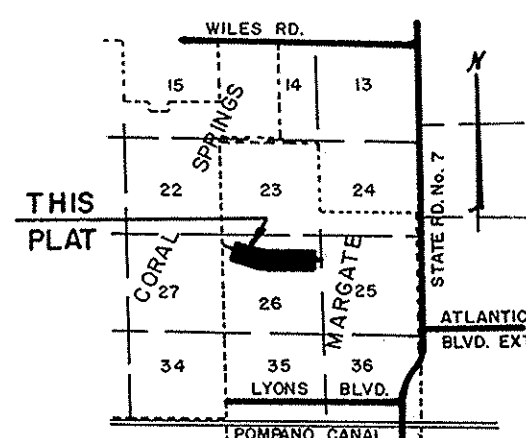 WILES RD.
15 14 13
SPRINGS
N
22 23 24
THIS
PLAT
STATE RD. No. 7
CORAL
MARGATE
27 26 25
ATLANTIC
BLVD. EXT
34 35 36
LYONS BLVD.
POMPANO CANAL